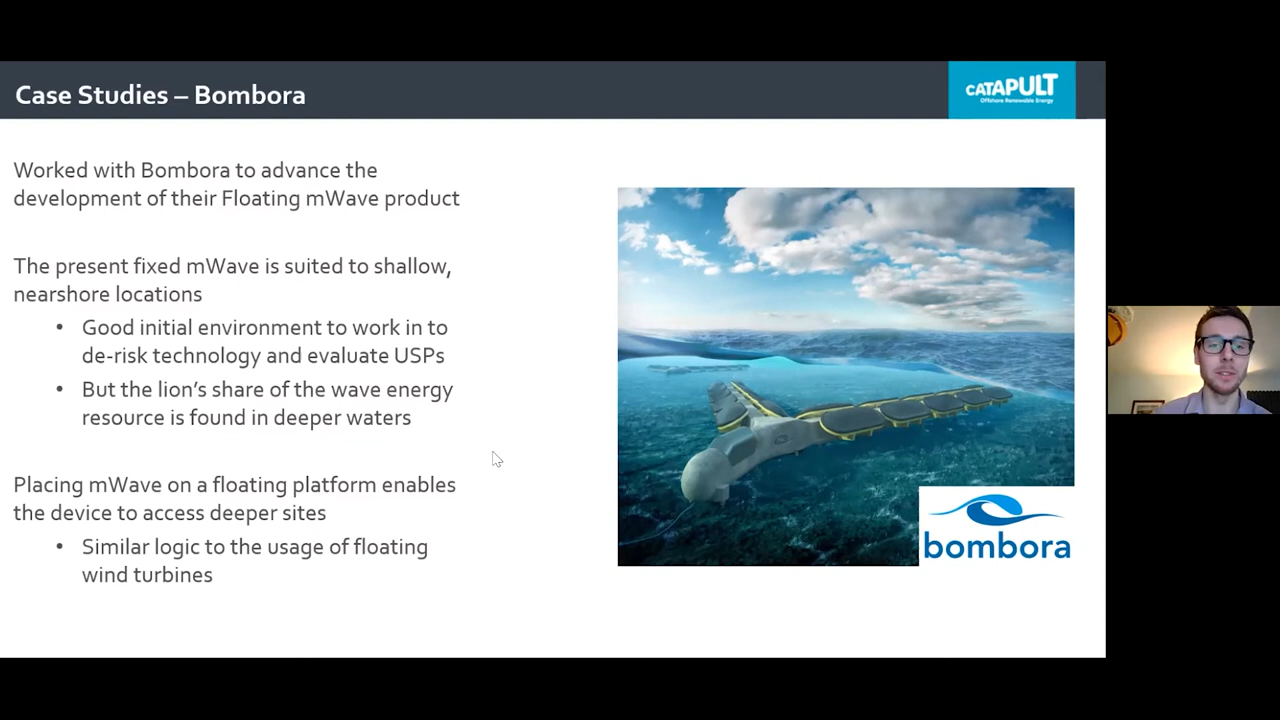 Case Studies – Bombora
CATAPULT
Offshore Renewable Energy
Worked with Bombora to advance the
development of their Floating mWave product
The present fixed mWave is suited to shallow,
nearshore locations
• Good initial environment to work in to
de-risk technology and evaluate USPs
• But the lion’s share of the wave energy
resource is found in deeper waters
Placing mWave on a floating platform enables
the device to access deeper sites
• Similar logic to the usage of floating
wind turbines
bombora